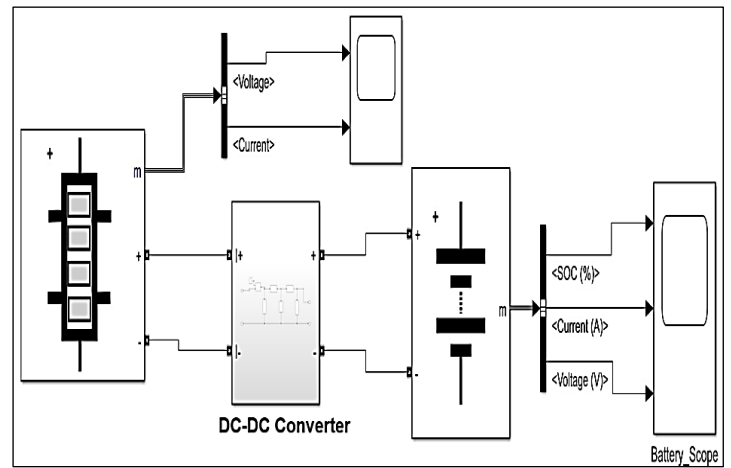 <Voltage>
<Current>
+
m
+
-
I+
I-
+
-
DC-DC Converter
+
+
-
m
<SOC (%)>
<Current (A)>
<Voltage (V)>
Battery_Scope